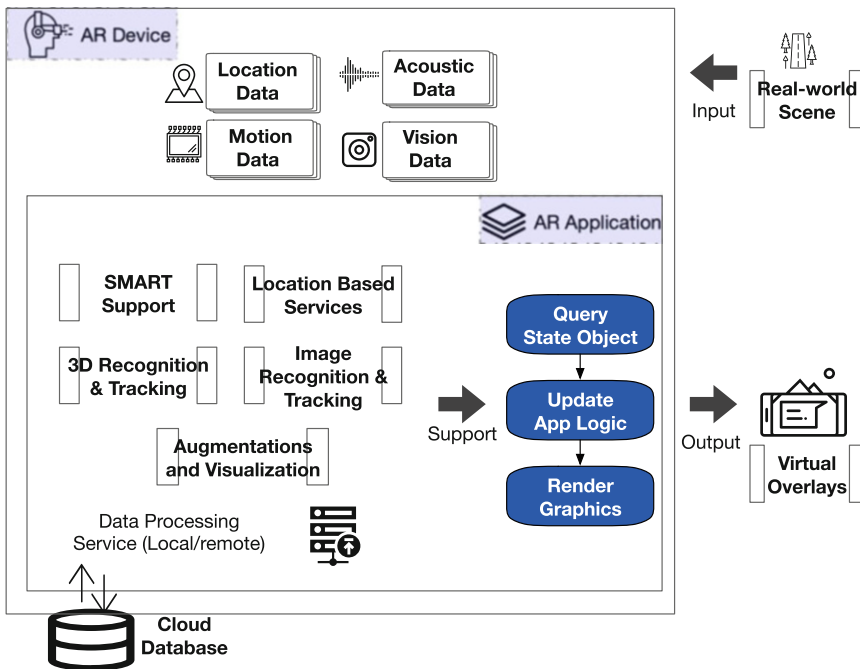 AR Device
Location
Data
Acoustic
Data
Motion
Data
Vision
Data
Input
Real-world
Scene
AR Application
SMART
Support
Location Based
Services
3D Recognition
& Tracking
Image
Recognition &
Tracking
Augmentations
and Visualization
Support
Query
State Object
Update
App Logic
Render
Graphics
Output
Virtual
Overlays
Data Processing
Service (Local/remote)
Cloud
Database